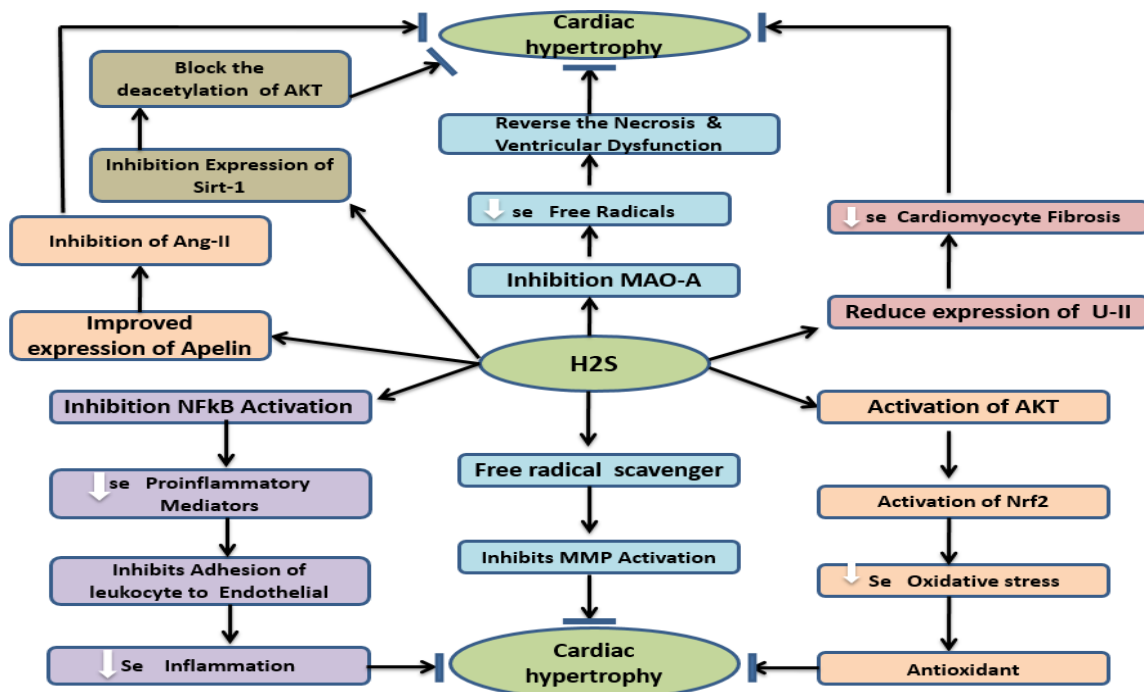 Cardiac
hypertrophy
Block the
deacetylation of AKT
Reverse the Necrosis &
Ventricular Dysfunction
Inhibition Expression of
Sirt-1
se Free Radicals
se Cardiomyocyte Fibrosis
Inhibition of Ang-II
Inhibition MAO-A
Reduce expression of U-II
Improved
expression of Apelin
H2S
Inhibition NFkB Activation
Activation of AKT
Free radical scavenger
se Proinflammatory
Mediators
Activation of Nrf2
Inhibits MMP Activation
Inhibits Adhesion of
leukocyte to Endothelial
Se Oxidative stress
Se Inflammation
Cardiac
hypertrophy
Antioxidant